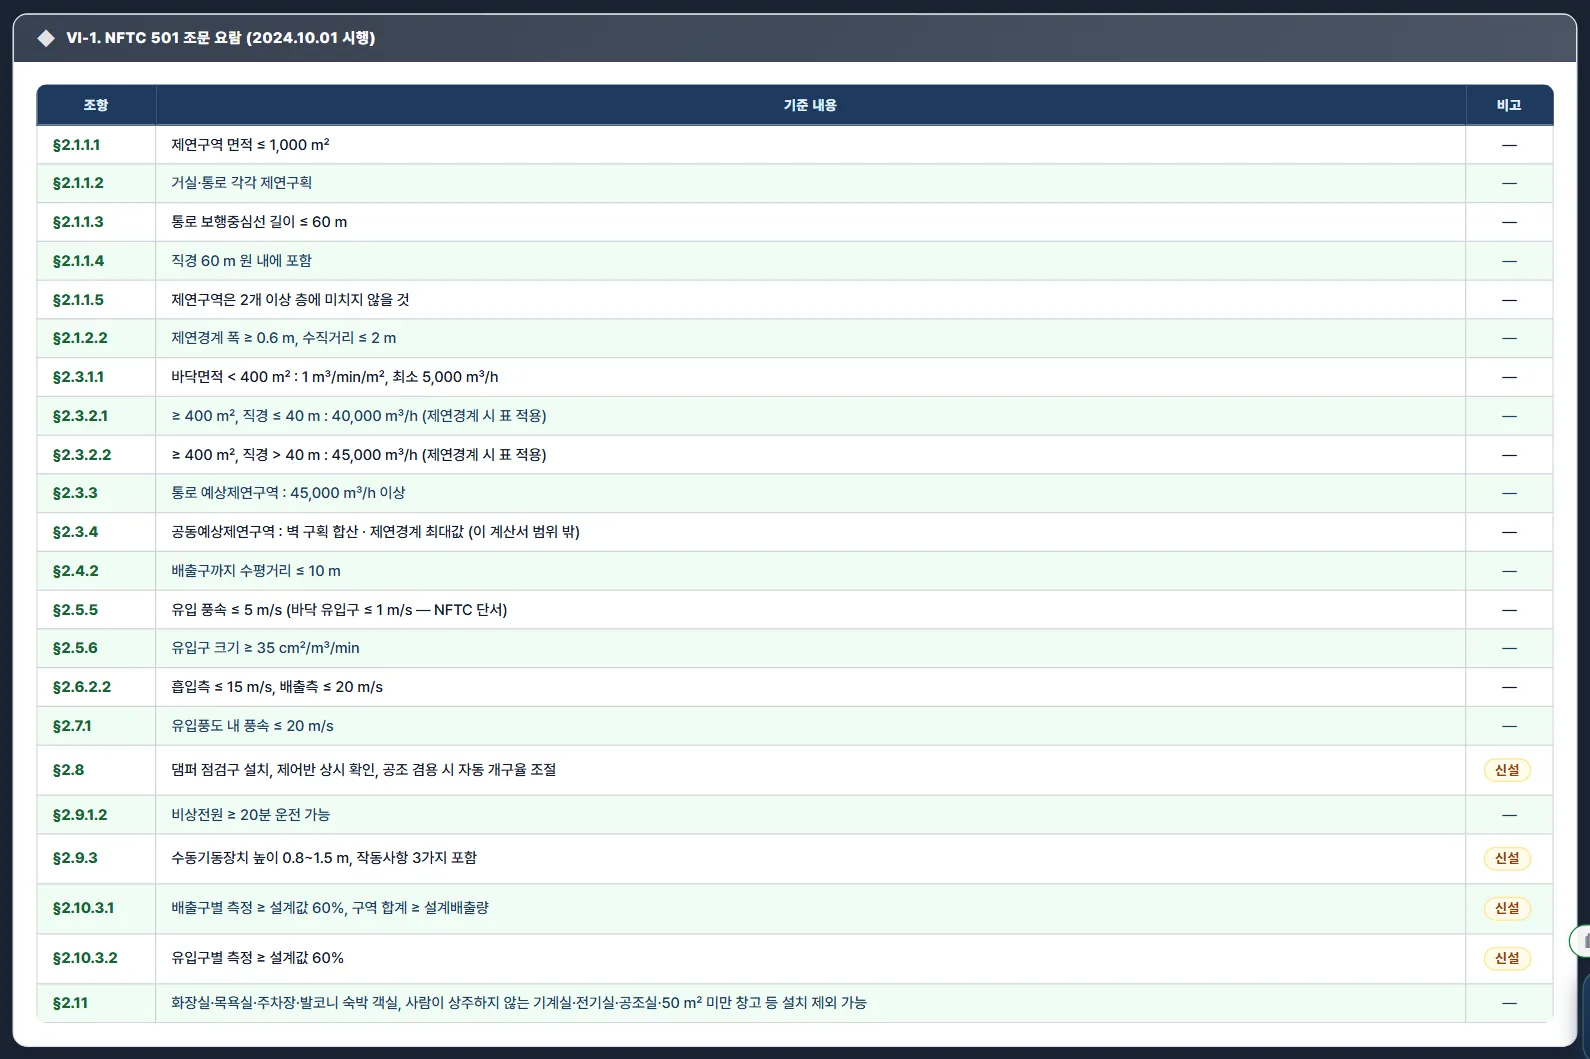 ◆ VI-1. NFTC 501 조문 요람 (2024.10.01 시행)
조항 기준 내용 비고
§2.1.1.1 제연구역 면적 ≤ 1,000 m² —
§2.1.1.2 거실·통로 각각 제연구획 —
§2.1.1.3 통로 보행중심선 길이 ≤ 60 m —
§2.1.1.4 직경 60 m 원 내에 포함 —
§2.1.1.5 제연구역은 2개 이상 층에 미치지 않을 것 —
§2.1.2.2 제연경계 폭 ≥ 0.6 m, 수직거리 ≤ 2 m —
§2.3.1.1 바닥면적 < 400 m² : 1 m³/min/m², 최소 5,000 m³/h —
§2.3.2.1 ≥ 400 m², 직경 ≤ 40 m : 40,000 m³/h (제연경계 시 표 적용) —
§2.3.2.2 ≥ 400 m², 직경 > 40 m : 45,000 m³/h (제연경계 시 표 적용) —
§2.3.3 통로 예상제연구역 : 45,000 m³/h 이상 —
§2.3.4 공동예상제연구역 : 벽 구획 합산 · 제연경계 최대값 (이 계산서 범위 밖) —
§2.4.2 배출구까지 수평거리 ≤ 10 m —
§2.5.5 유입 풍속 ≤ 5 m/s (바닥 유입구 ≤ 1 m/s — NFTC 단서) —
§2.5.6 유입구 크기 ≥ 35 cm²/m³/min —
§2.6.2.2 흡입측 ≤ 15 m/s, 배출측 ≤ 20 m/s —
§2.7.1 유입풍도 내 풍속 ≤ 20 m/s —
§2.8 댐퍼 점검구 설치, 제어반 상시 확인, 공조 겸용 시 자동 개구율 조절 신설
§2.9.1.2 비상전원 ≥ 20분 운전 가능 —
§2.9.3 수동기동장치 높이 0.8~1.5 m, 작동사항 3가지 포함 신설
§2.10.3.1 배출구별 측정 ≥ 설계값 60%, 구역 합계 ≥ 설계배출량 신설
§2.10.3.2 유입구별 측정 ≥ 설계값 60% 신설
§2.11 화장실·목욕실·주차장·발코니 숙박 객실, 사람이 상주하지 않는 기계실·전기실·공조실·50 m² 미만 창고 등 설치 제외 가능 —